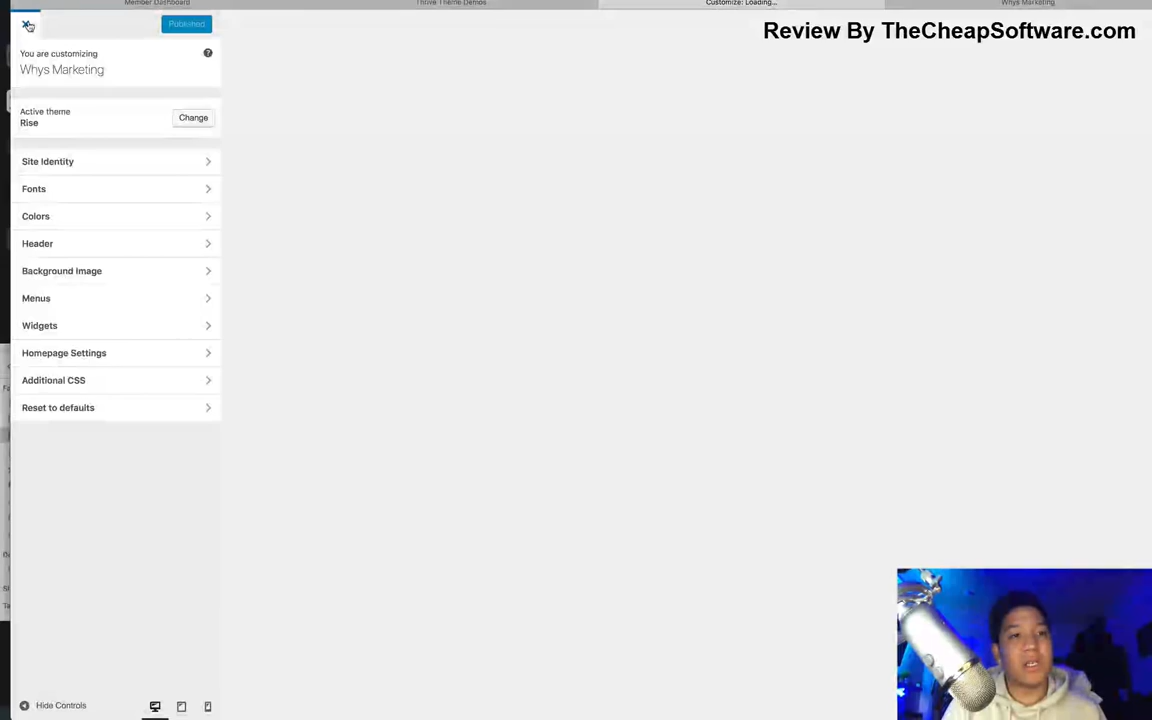 Member Dashboard
Thrive Theme Demos
Customize: Loading...
Whys Marketing
Review By TheCheapSoftware.com
Published
You are customizing
Whys Marketing
Active theme
Rise
Change
Site Identity
Fonts
Colors
Header
Background Image
Menus
Widgets
Homepage Settings
Additional CSS
Reset to defaults
Hide Controls